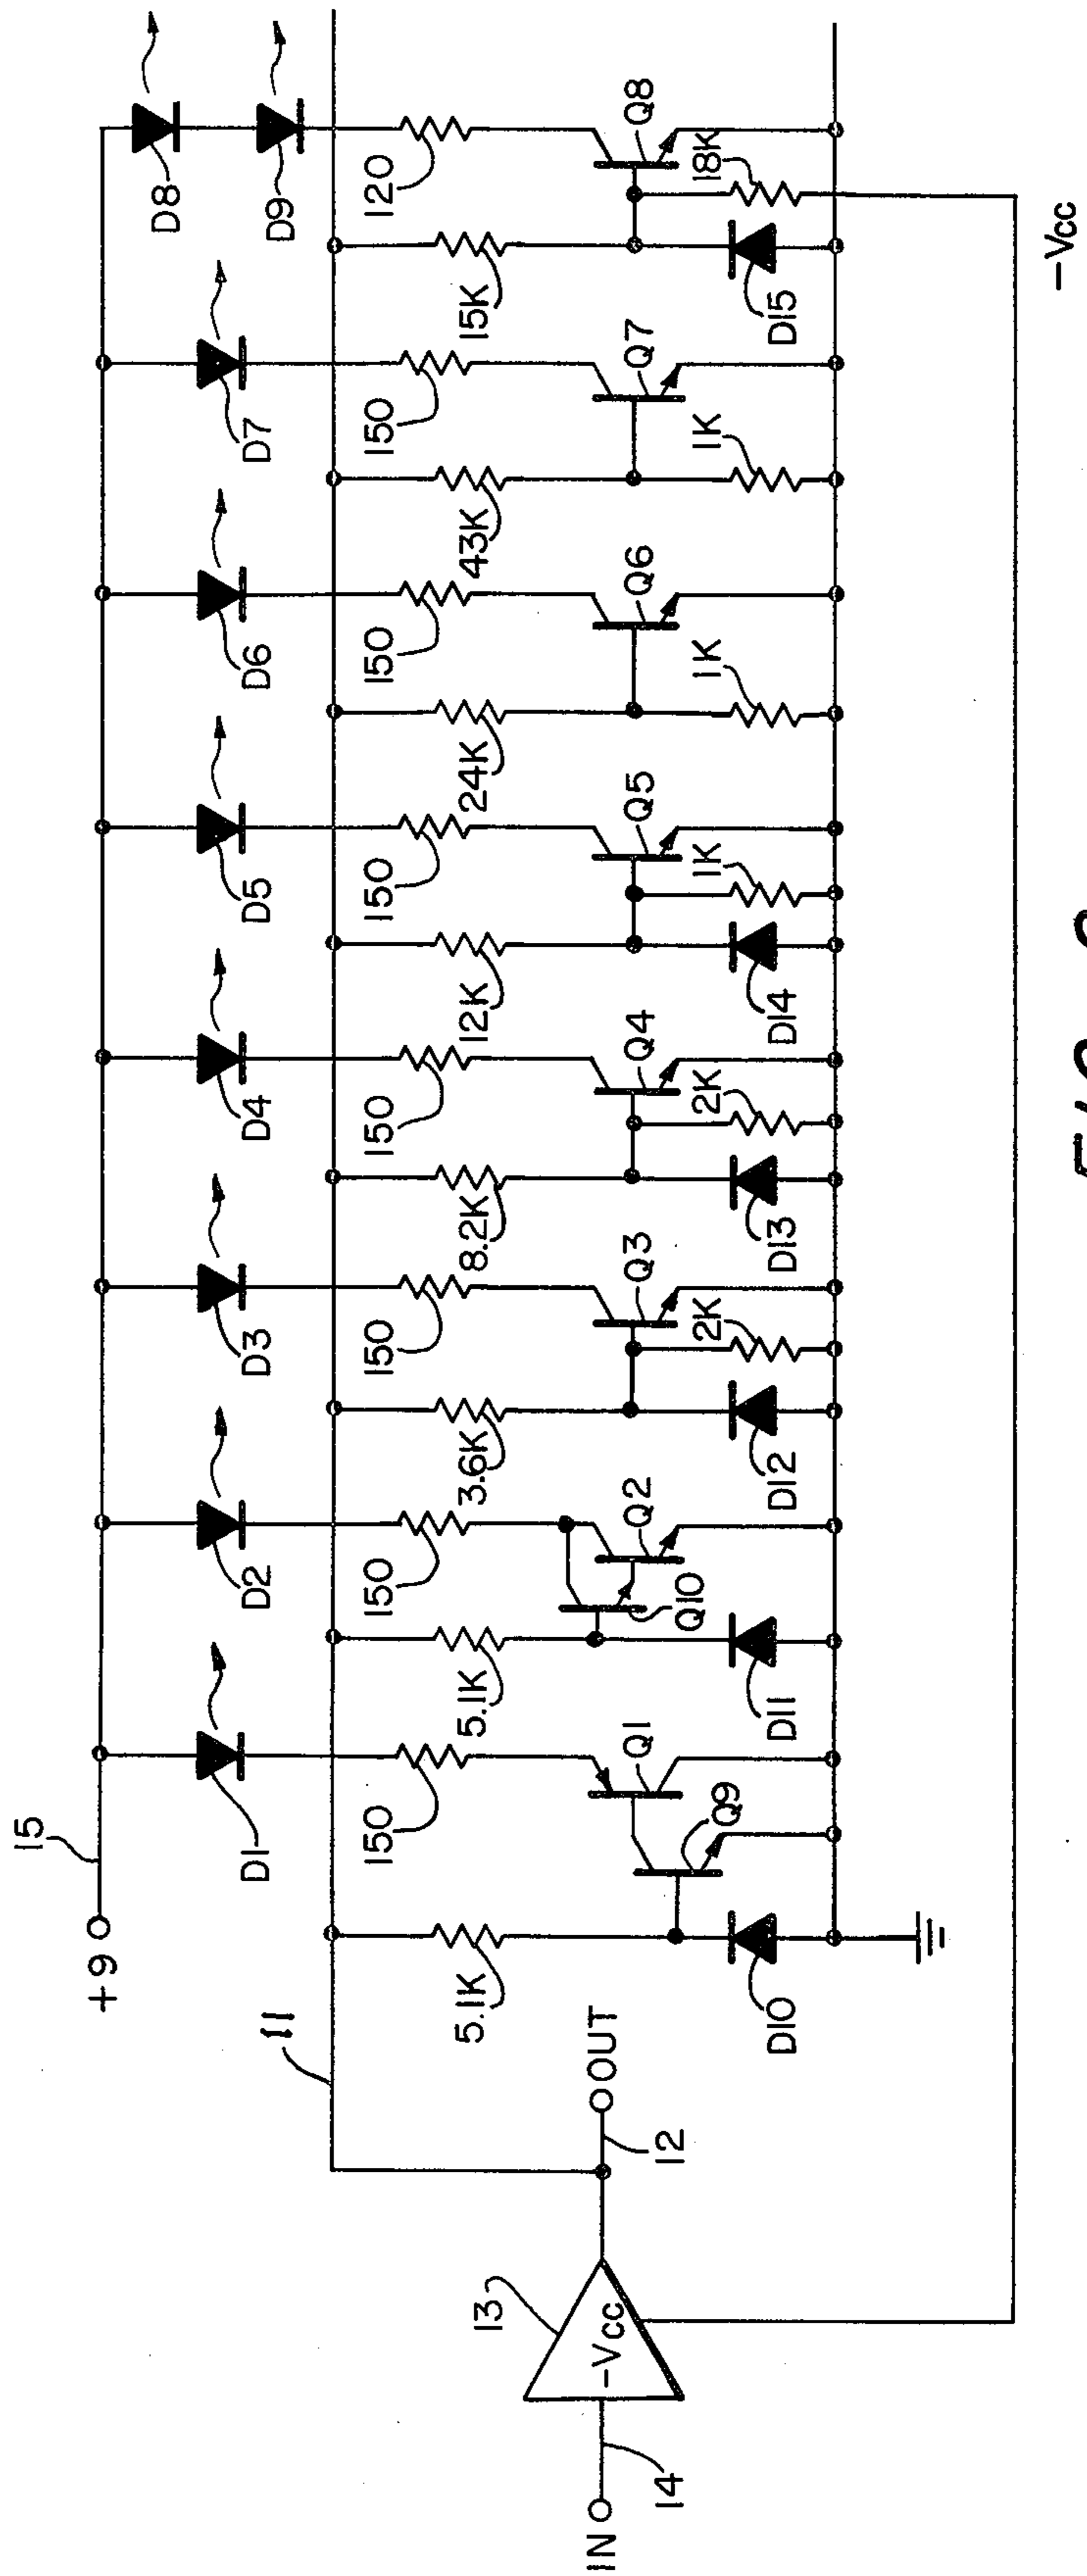 15
+9
D1
D2
D3
D4
D5
D6
D7
D8
D9
11
5.1K
150
5.1K
150
3.6K
150
8.2K
150
12K
150
24K
150
43K
150
15K
120
IN
14
13
-Vcc
12
OUT
Q9
Q1
Q10
Q2
Q3
Q4
Q5
Q6
Q7
Q8
D10
D11
D12
2K
D13
2K
D14
1K
1K
1K
D15
18K
-Vcc